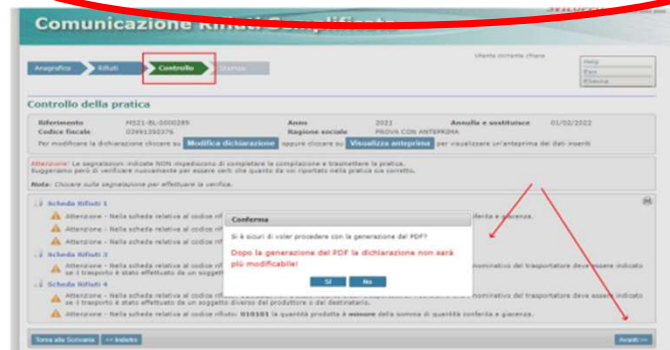 Comunicazione Rifiuti Semplificata
Utente corrente chiara
Anagrafica Rifiuti Controllo Stampa
Help
Esci
Controllo della pratica
Riferimento MS21-BL-0000289 Anno 2021 Annulla e sostituisce 01/02/2022
Codice fiscale 03991350376 Ragione sociale PROVA CON ANTEPRIMA
Per modificare la dichiarazione cliccare su Modifica dichiarazione oppure cliccare su Visualizza anteprima per visualizzare un'anteprima dei dati inseriti
Attenzione: Le segnalazioni indicate NON impediscono di completare la compilazione e trasmettere la pratica.
Suggeriamo però di verificare nuovamente per essere certi che quanto da voi riportato nella pratica sia corretto.
Nota: Cliccare sulla segnalazione per effettuare la verifica.
Scheda Rifiuti 1
Attenzione - Nella scheda relativa al codice rif
conferita e giacenza.
Attenzione - Nella scheda relativa al codice rif
Attenzione - Nella scheda relativa al codice rif
Scheda Rifiuti 3
Attenzione - Nella scheda relativa al codice rif
nominativo del trasportatore deve essere indicato
se il trasporto è stato effettuato da un soggett
Scheda Rifiuti 4
Attenzione - Nella scheda relativa al codice
nominativo del trasportatore deve essere indicato
se il trasporto è stato effettuato da un soggetto diverso dal produttore o dal destinatario.
Attenzione - Nella scheda relativa al codice rifiuto: 010101 la quantità prodotta è minore della somma di quantità conferita e giacenza.
Conferma
Si è sicuri di voler procedere con la generazione del PDF?
Dopo la generazione del PDF la dichiarazione non sarà
più modificabile!
Sì No
Torna alla Scrivania << Indietro Avanti >>